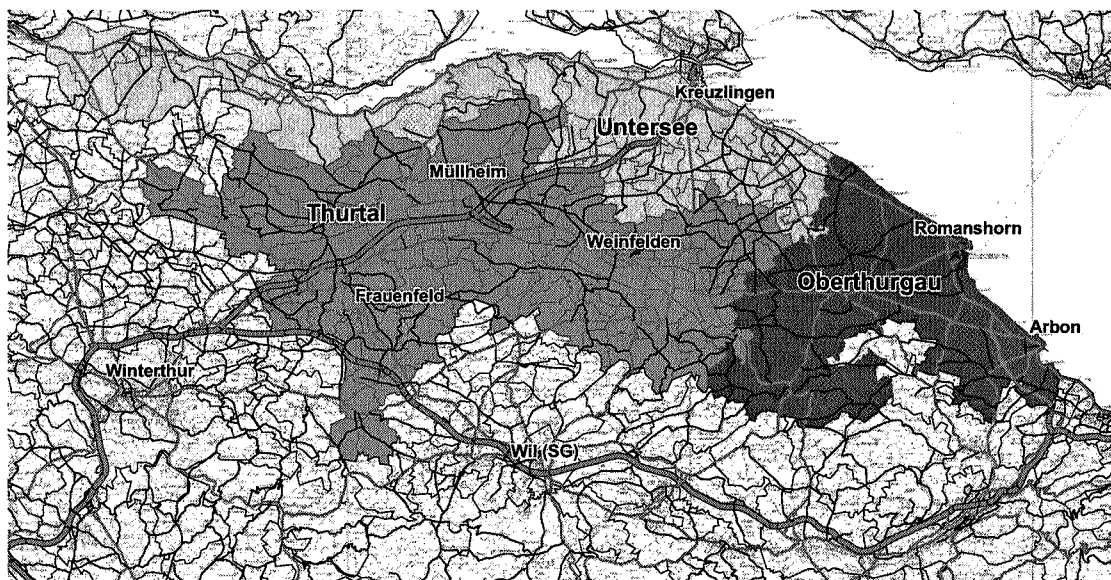 Kreuzlingen
Untersee
Müllheim
Thurtal
Romanshorn
Weinfelden
Oberthurgau
Frauenfeld
Arbon
Winterthur
Wil (SG)